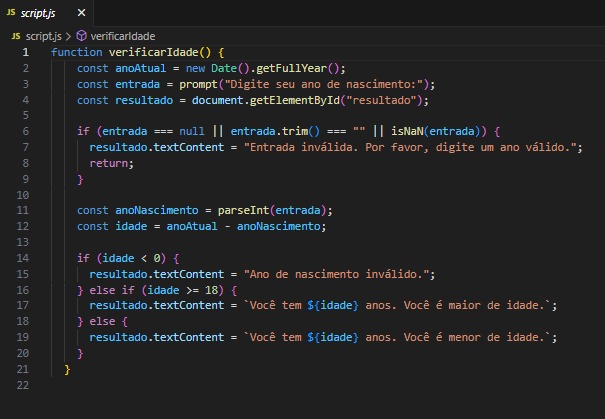 JS script.js ×
JS script.js > verificarIdade
1 function verificarIdade() {
2 const anoAtual = new Date().getFullYear();
3 const entrada = prompt("Digite seu ano de nascimento:");
4 const resultado = document.getElementById("resultado");
5
6 if (entrada === null || entrada.trim() === "" || isNaN(entrada)) {
7 resultado.textContent = "Entrada inválida. Por favor, digite um ano válido.";
8 return;
9 }
10
11 const anoNascimento = parseInt(entrada);
12 const idade = anoAtual - anoNascimento;
13
14 if (idade < 0) {
15 resultado.textContent = "Ano de nascimento inválido.";
16 } else if (idade >= 18) {
17 resultado.textContent = `Você tem ${idade} anos. Você é maior de idade.`;
18 } else {
19 resultado.textContent = `Você tem ${idade} anos. Você é menor de idade.`;
20 }
21 }
22